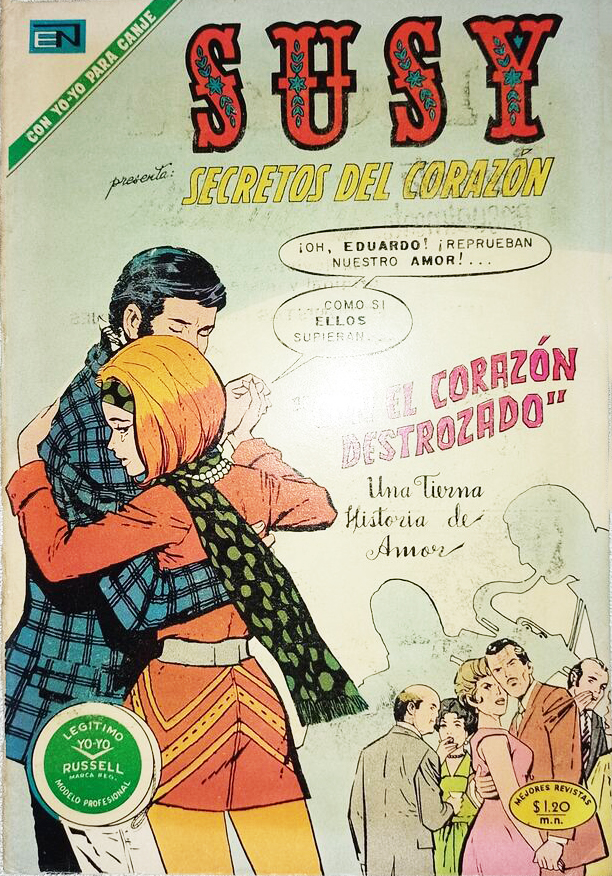 EN
CON YO-YO PARA CANJE
SUSY
presenta:
SECRETOS DEL CORAZÓN
¡OH, EDUARDO! ¡REPRUEBAN
NUESTRO AMOR!...
...COMO SI
ELLOS
SUPIERAN...
EL CORAZÓN
DESTROZADO"
Una Tierna
Historia de
Amor
LEGÍTIMO
YO-YO
RUSSELL
MARCA REG.
MODELO PROFESIONAL
MEJORES REVISTAS
$1.20
m.n.